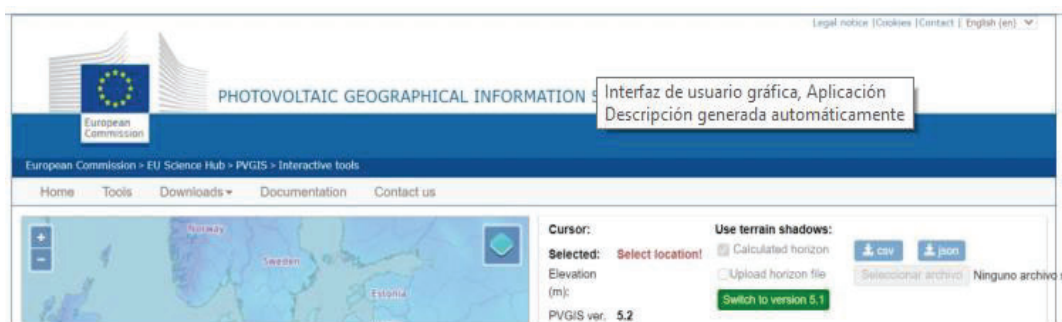 Legal notice |Cookies |Contact | English (en)
PHOTOVOLTAIC GEOGRAPHICAL INFORMATION S
Interfaz de usuario gráfica, Aplicación
Descripción generada automáticamente
European
Commission
European Commission > EU Science Hub > PVGIS > Interactive tools
Home Tools Downloads Documentation Contact us
+
-
Norway
Sweden
Estonia
Cursor:
Selected: Select location!
Elevation
(m):
PVGIS ver. 5.2
Use terrain shadows:
Calculated horizon
Upload horizon file
Switch to version 5.1
csv json
Seleccionar archivo Ninguno archivo s